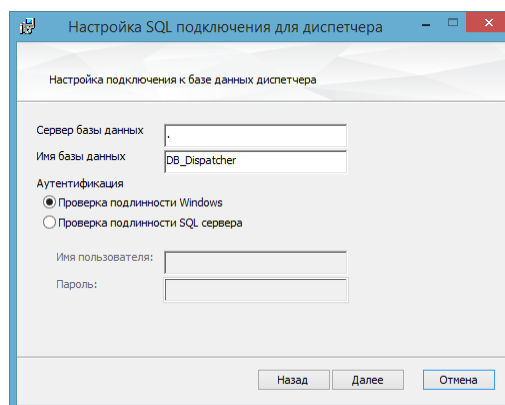 Настройка SQL подключения для диспетчера
Настройка подключения к базе данных диспетчера
Сервер базы данных .
Имя базы данных DB_Dispatcher
Аутентификация
Проверка подлинности Windows
Проверка подлинности SQL сервера
Имя пользователя:
Пароль:
Назад Далее Отмена